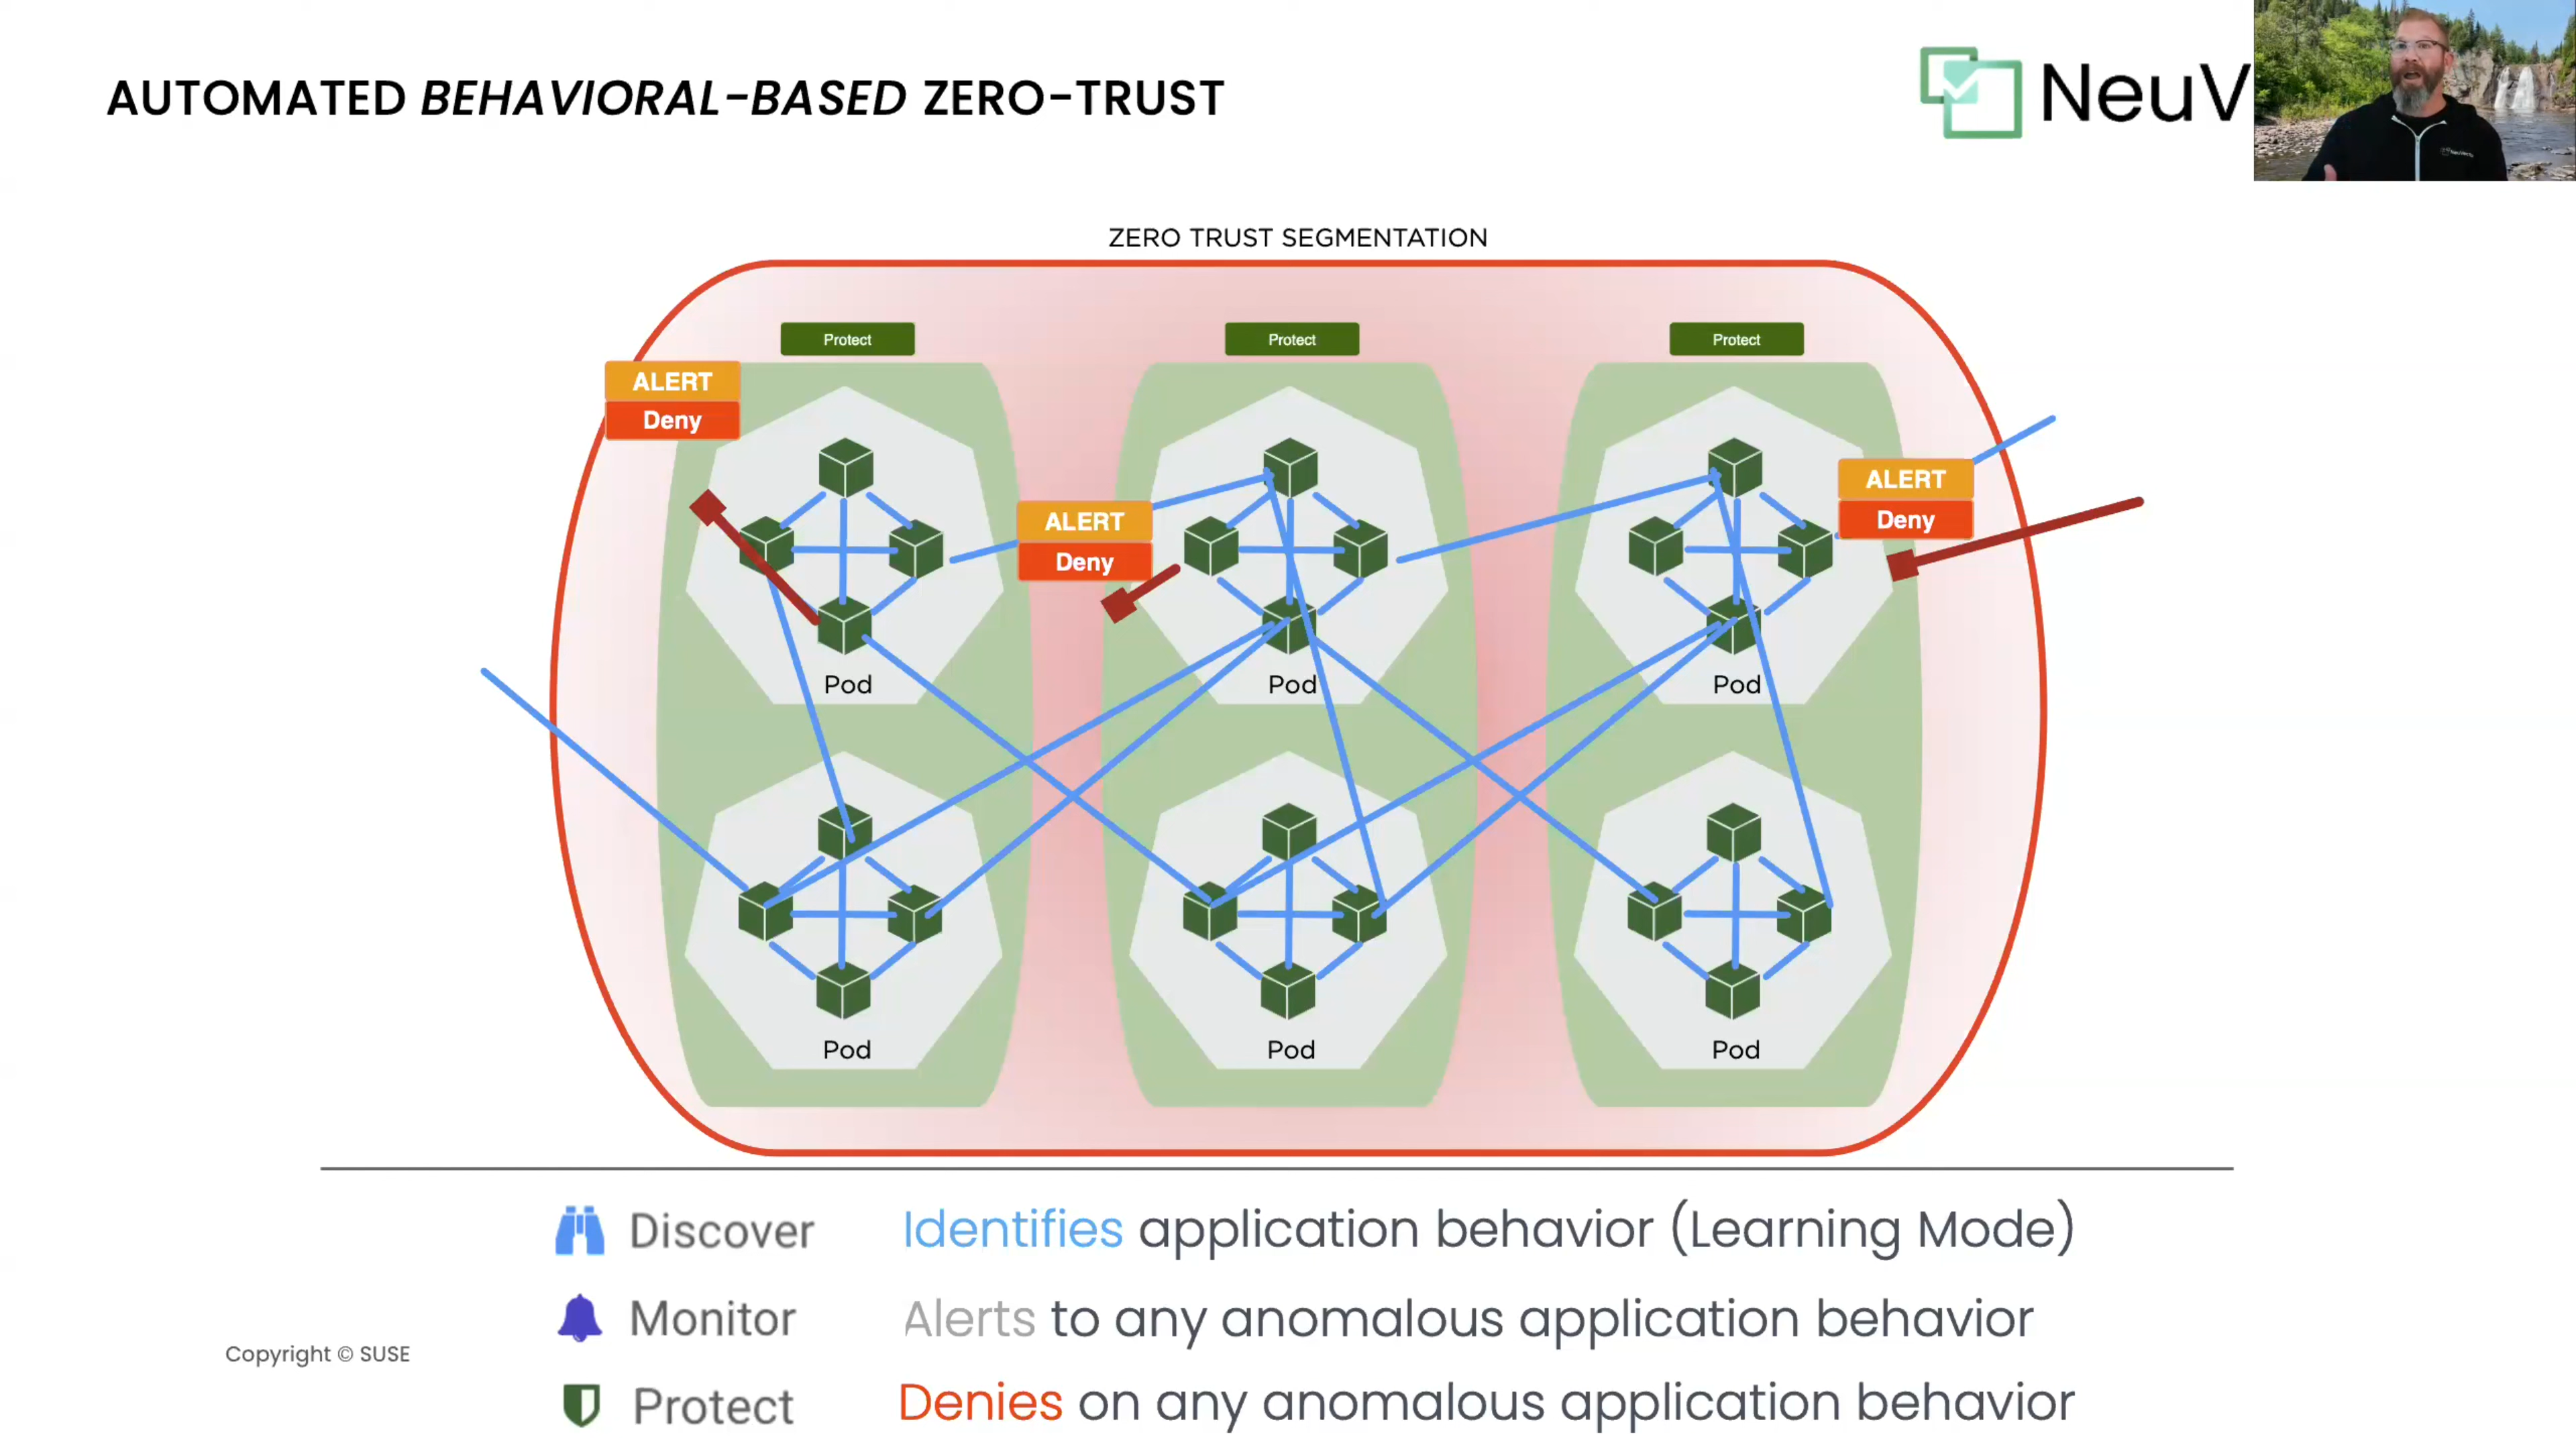 AUTOMATED BEHAVIORAL-BASED ZERO-TRUST
NeuV
ZERO TRUST SEGMENTATION
Protect
Protect
Protect
ALERT
Deny
ALERT
Deny
ALERT
Deny
Pod
Pod
Pod
Pod
Pod
Pod
Discover
Identifies application behavior (Learning Mode)
Monitor
Alerts to any anomalous application behavior
Copyright © SUSE
Protect
Denies on any anomalous application behavior